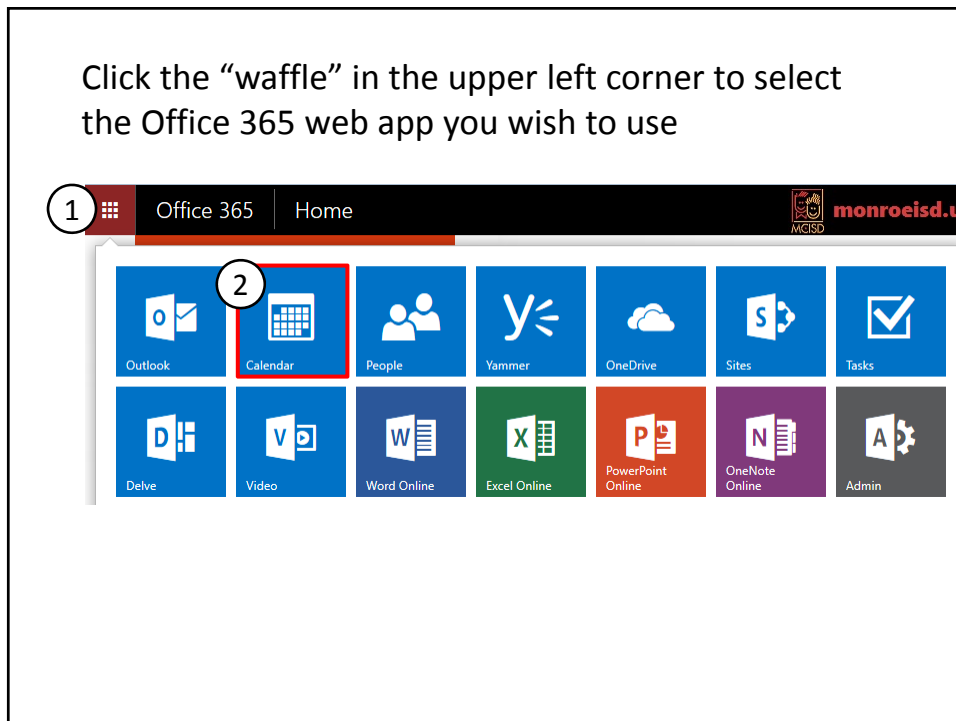 Click the “waffle” in the upper left corner to select
the Office 365 web app you wish to use
1
Office 365 Home
MCISD
monroeisd.u
2
Outlook Calendar People Yammer OneDrive Sites Tasks
Delve Video Word Online Excel Online PowerPoint Online OneNote Online Admin